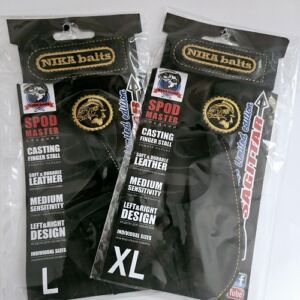 NIKA baits
SPOD
MASTER
CASTING
FINGER STALL
SOFT & DURABLE
LEATHER
MEDIUM
SENSITIVITY
LEFT&RIGHT
DESIGN
INDIVIDUAL SIZES
L
NIKA baits
SPOD
MASTER
CASTING
FINGER STALL
SOFT & DURABLE
LEATHER
MEDIUM
SENSITIVITY
LEFT&RIGHT
DESIGN
INDIVIDUAL SIZES
XL
limited edition